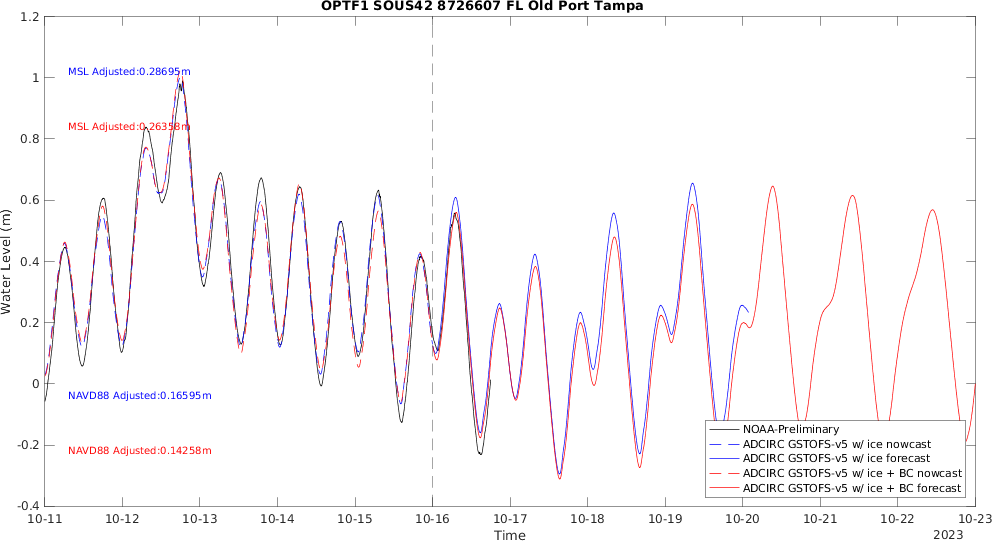 OPTF1 SOUS42 8726607 FL Old Port Tampa
1.2
1
0.8
0.6
0.4
0.2
0
-0.2
-0.4
Water Level (m)
MSL Adjusted:0.28695m
MSL Adjusted:0.26358m
NAVD88 Adjusted:0.16595m
NAVD88 Adjusted:0.14258m
NOAA-Preliminary
ADCIRC GSTOFS-v5 w/ ice nowcast
ADCIRC GSTOFS-v5 w/ ice forecast
ADCIRC GSTOFS-v5 w/ ice + BC nowcast
ADCIRC GSTOFS-v5 w/ ice + BC forecast
10-11 10-12 10-13 10-14 10-15 10-16 10-17 10-18 10-19 10-20 10-21 10-22 10-23
Time
2023